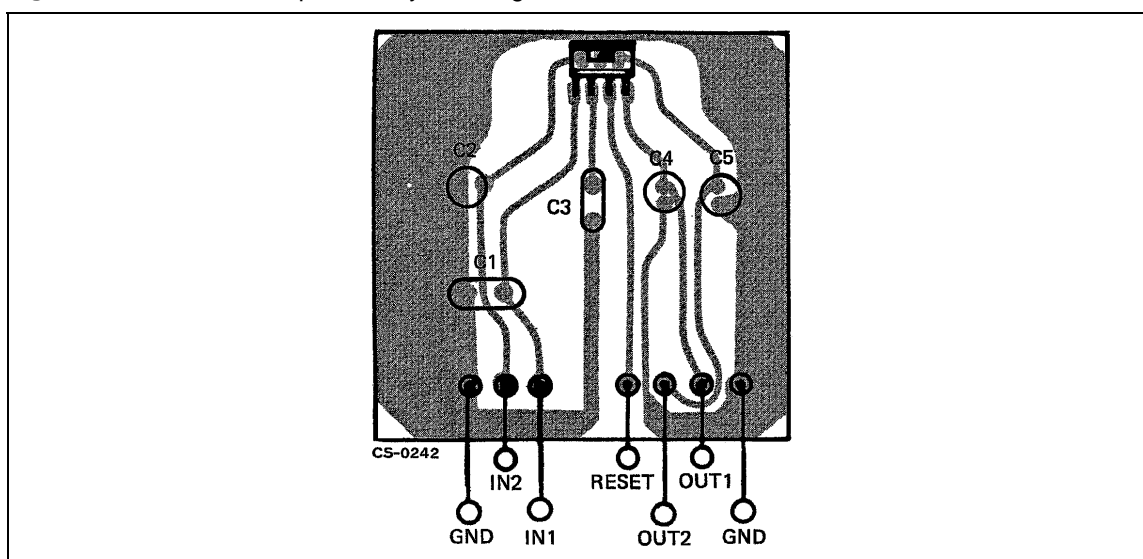 C2
C4
C5
C3
C1
CS-0242
IN2
RESET
OUT1
GND
IN1
OUT2
GND